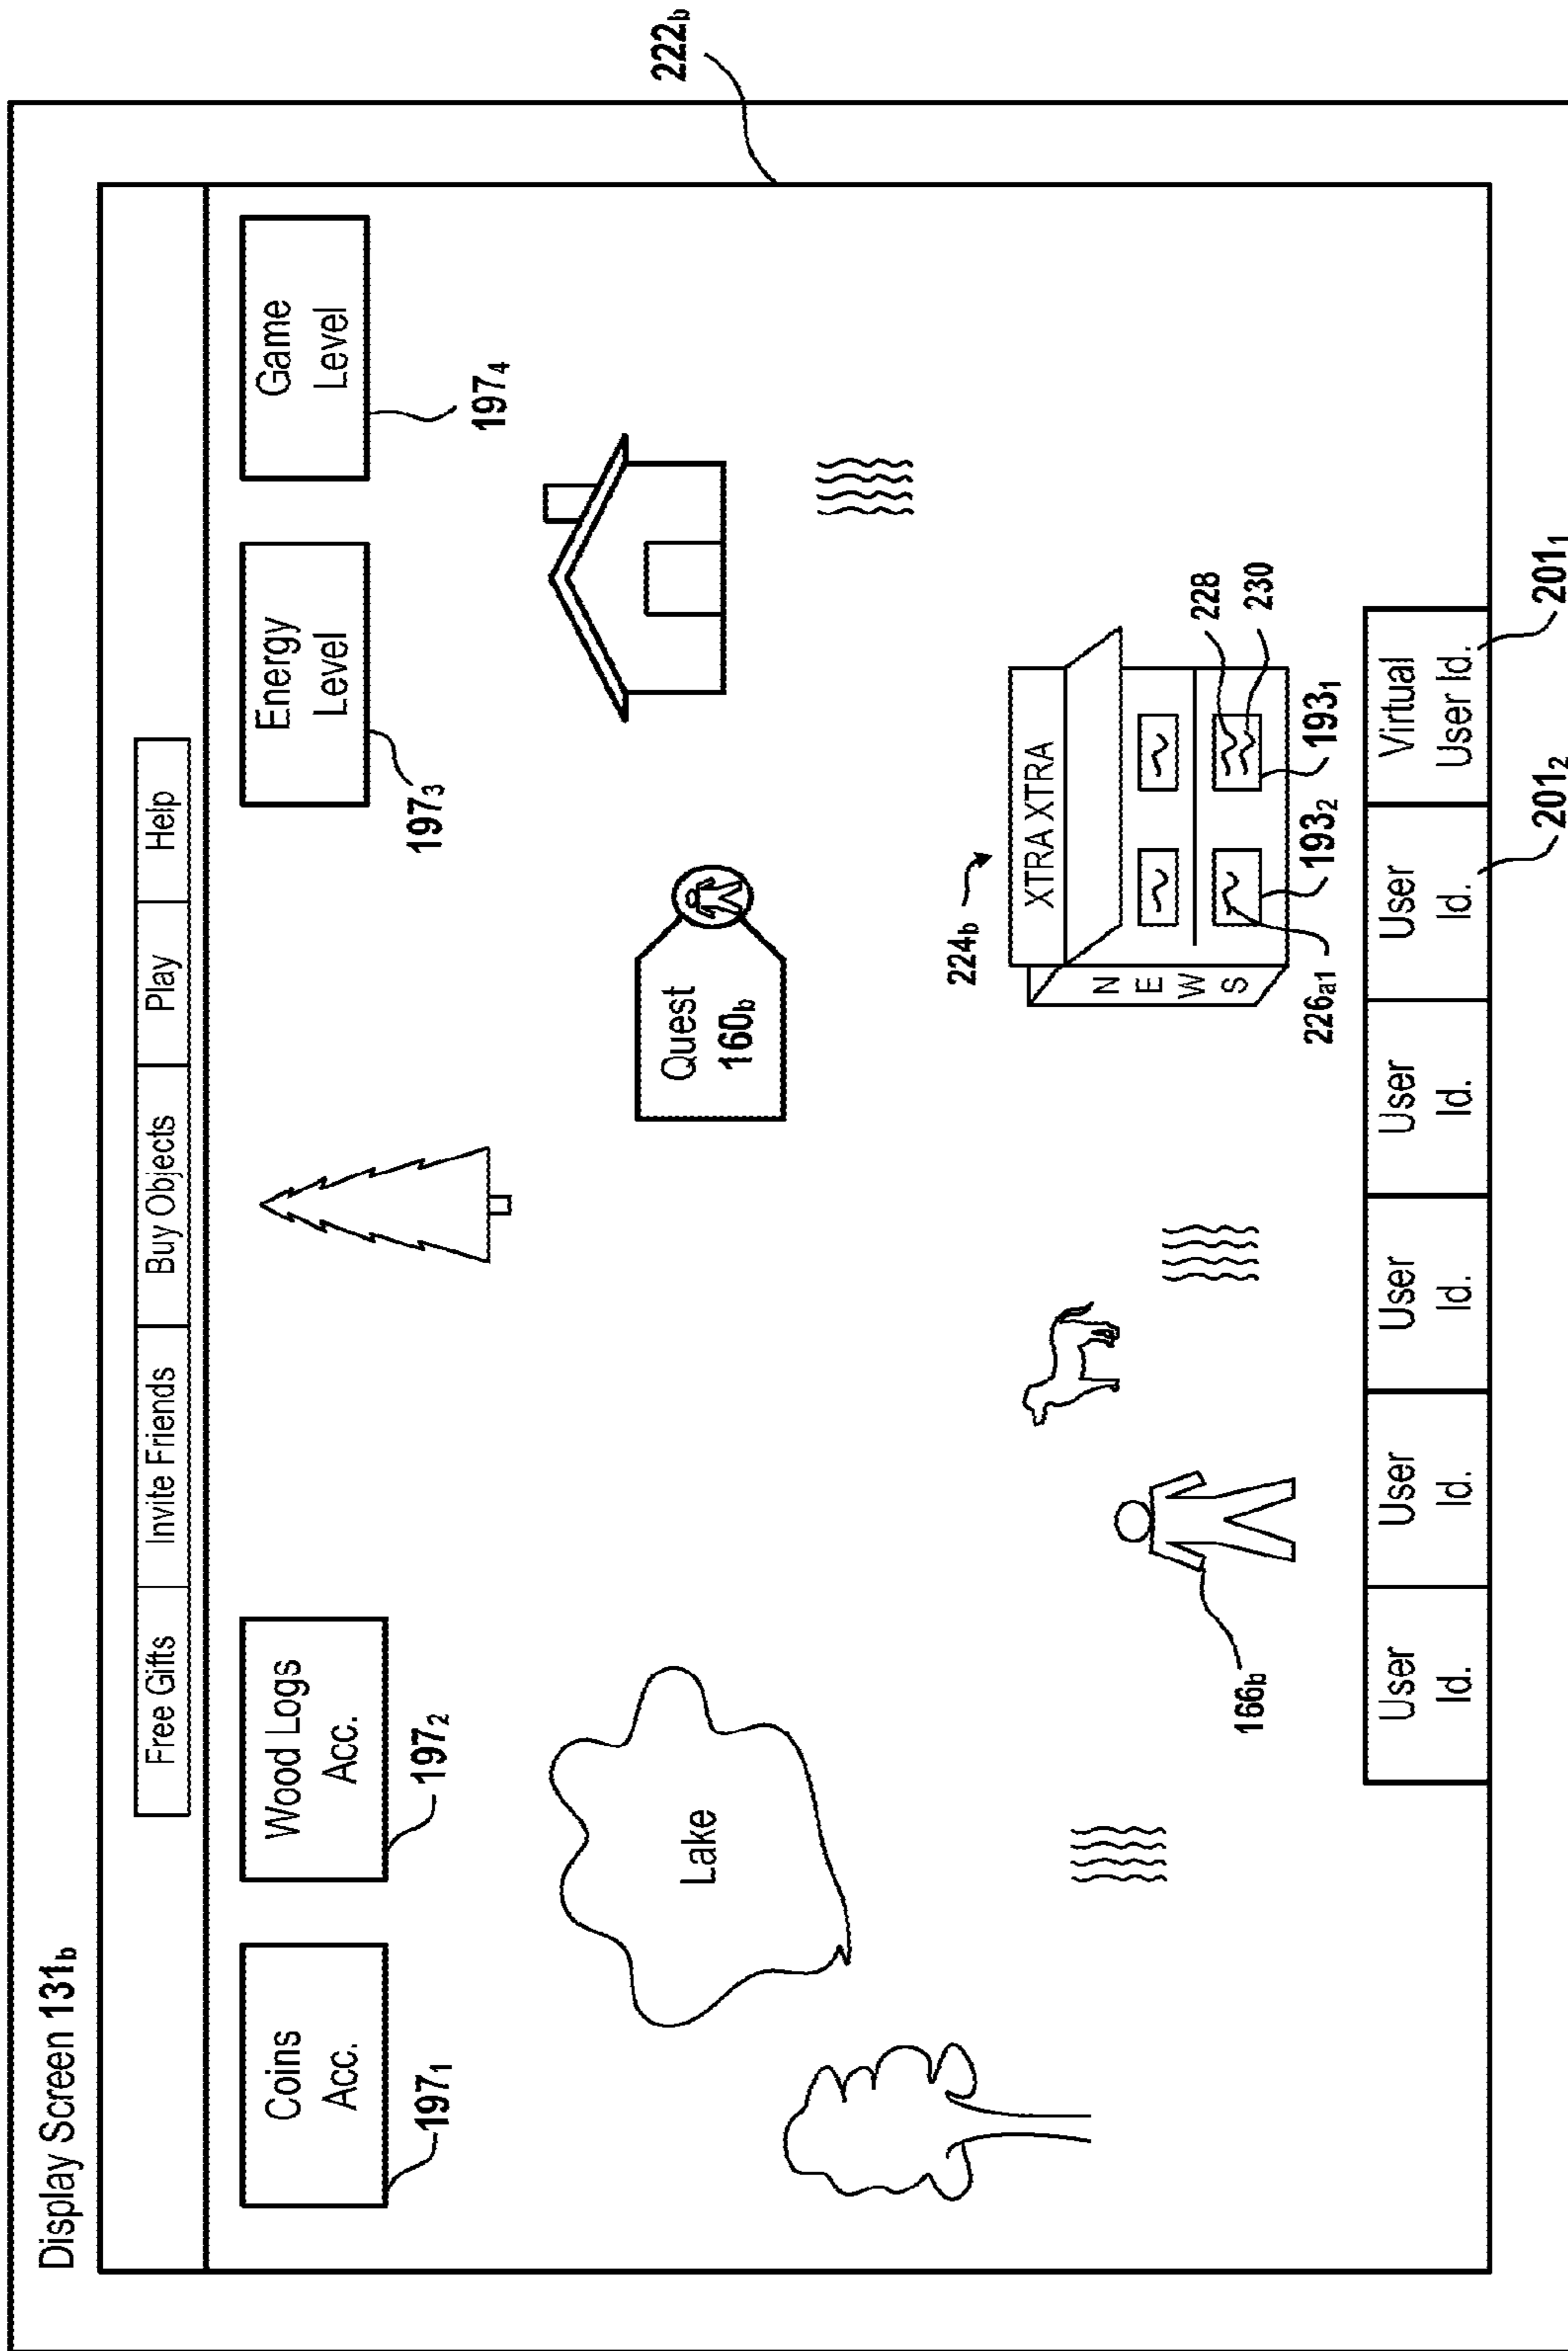 Display Screen 131b
Free Gifts
Invite Friends
Buy Objects
Play
Help
Coins
Acc.
197₁
Wood Logs
Acc.
197₂
Energy
Level
197₃
Game
Level
197₄
222b
Lake
Quest
160b
224b
XTRA XTRA
N
E
W
S
228
230
193₂
193₁
226a1
166b
User
Id.
User
Id.
User
Id.
User
Id.
User
Id.
Virtual
User Id.
201₂
201₁